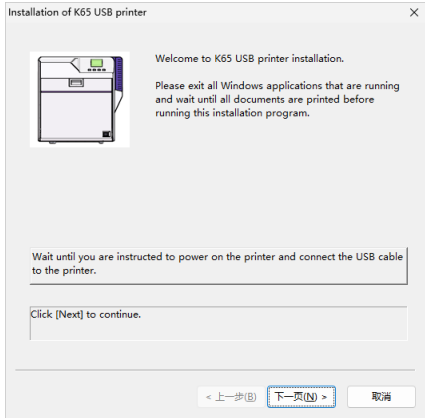 Installation of K65 USB printer
Welcome to K65 USB printer installation.
Please exit all Windows applications that are running
and wait until all documents are printed before
running this installation program.
Wait until you are instructed to power on the printer and connect the USB cable
to the printer.
Click [Next] to continue.
< 上一步(B)
下一页(N) >
取消